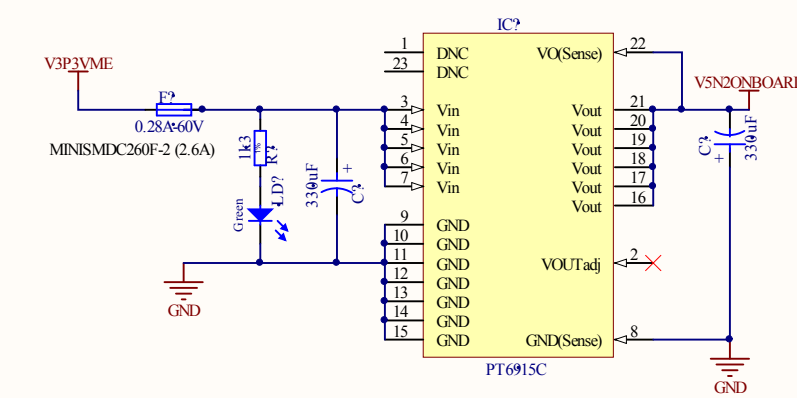 IC?
V3P3VME
F?
0.28A-60V
MINISMDC260F-2 (2.6A)
1k3
1%
R?
Green
LD?
330uF
+
C?
GND
1 DNC
23 DNC
3 Vin
4 Vin
5 Vin
6 Vin
7 Vin
9 GND
10 GND
11 GND
12 GND
13 GND
14 GND
15 GND
VO(Sense) 22
Vout 21
Vout 20
Vout 19
Vout 18
Vout 17
Vout 16
VOUTadj 2
GND(Sense) 8
PT6915C
V5N2ONBOARD
C?
+
330uF
GND